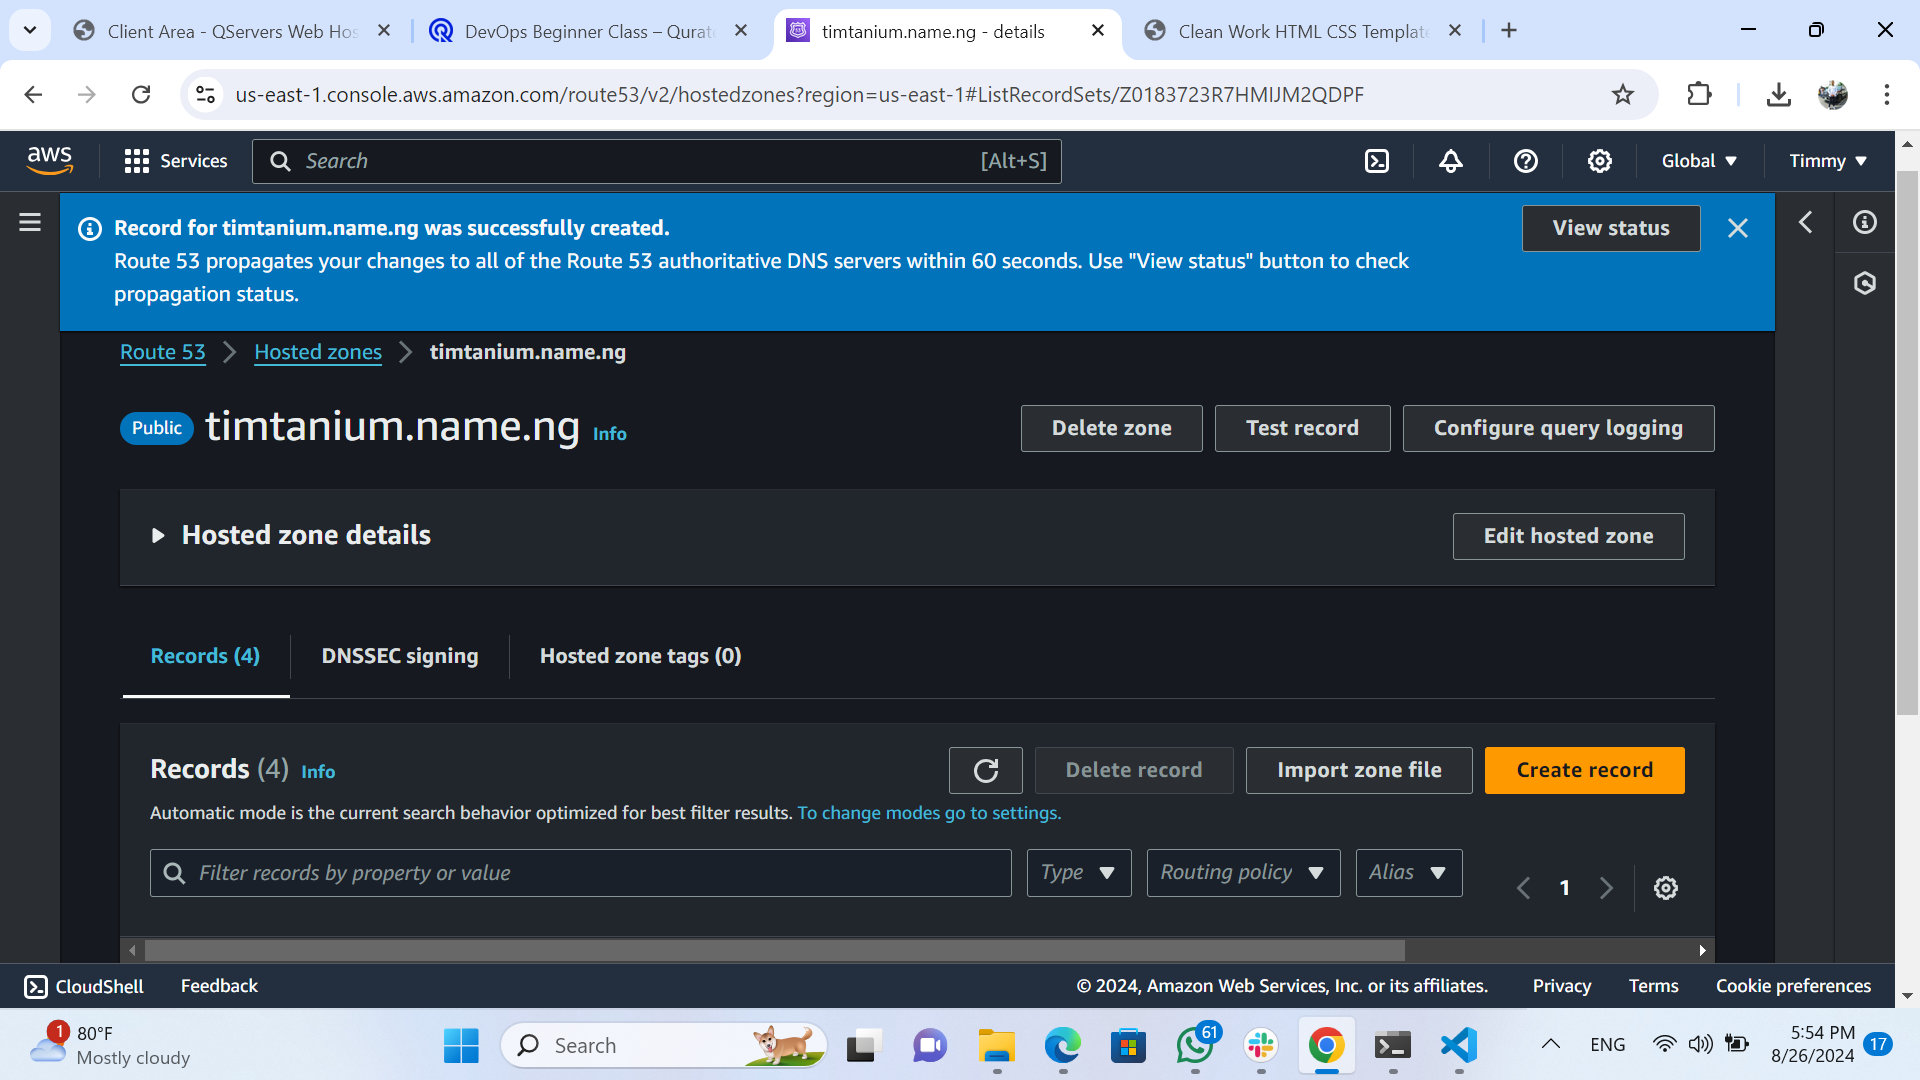 Client Area - QServers Web Hos
DevOps Beginner Class – Qurat
timtanium.name.ng - details
Clean Work HTML CSS Template
us-east-1.console.aws.amazon.com/route53/v2/hostedzones?region=us-east-1#ListRecordSets/Z0183723R7HMIJM2QDPF
aws
Services
Search
[Alt+S]
Global
Timmy
Record for timtanium.name.ng was successfully created.
Route 53 propagates your changes to all of the Route 53 authoritative DNS servers within 60 seconds. Use "View status" button to check
propagation status.
View status
Route 53
Hosted zones
timtanium.name.ng
Public
timtanium.name.ng
Info
Delete zone
Test record
Configure query logging
Hosted zone details
Edit hosted zone
Records (4)
DNSSEC signing
Hosted zone tags (0)
Records (4)
Info
Delete record
Import zone file
Create record
Automatic mode is the current search behavior optimized for best filter results. To change modes go to settings.
Filter records by property or value
Type
Routing policy
Alias
1
CloudShell
Feedback
© 2024, Amazon Web Services, Inc. or its affiliates.
Privacy
Terms
Cookie preferences
1
80°F
Mostly cloudy
Search
61
ENG
5:54 PM
8/26/2024
17